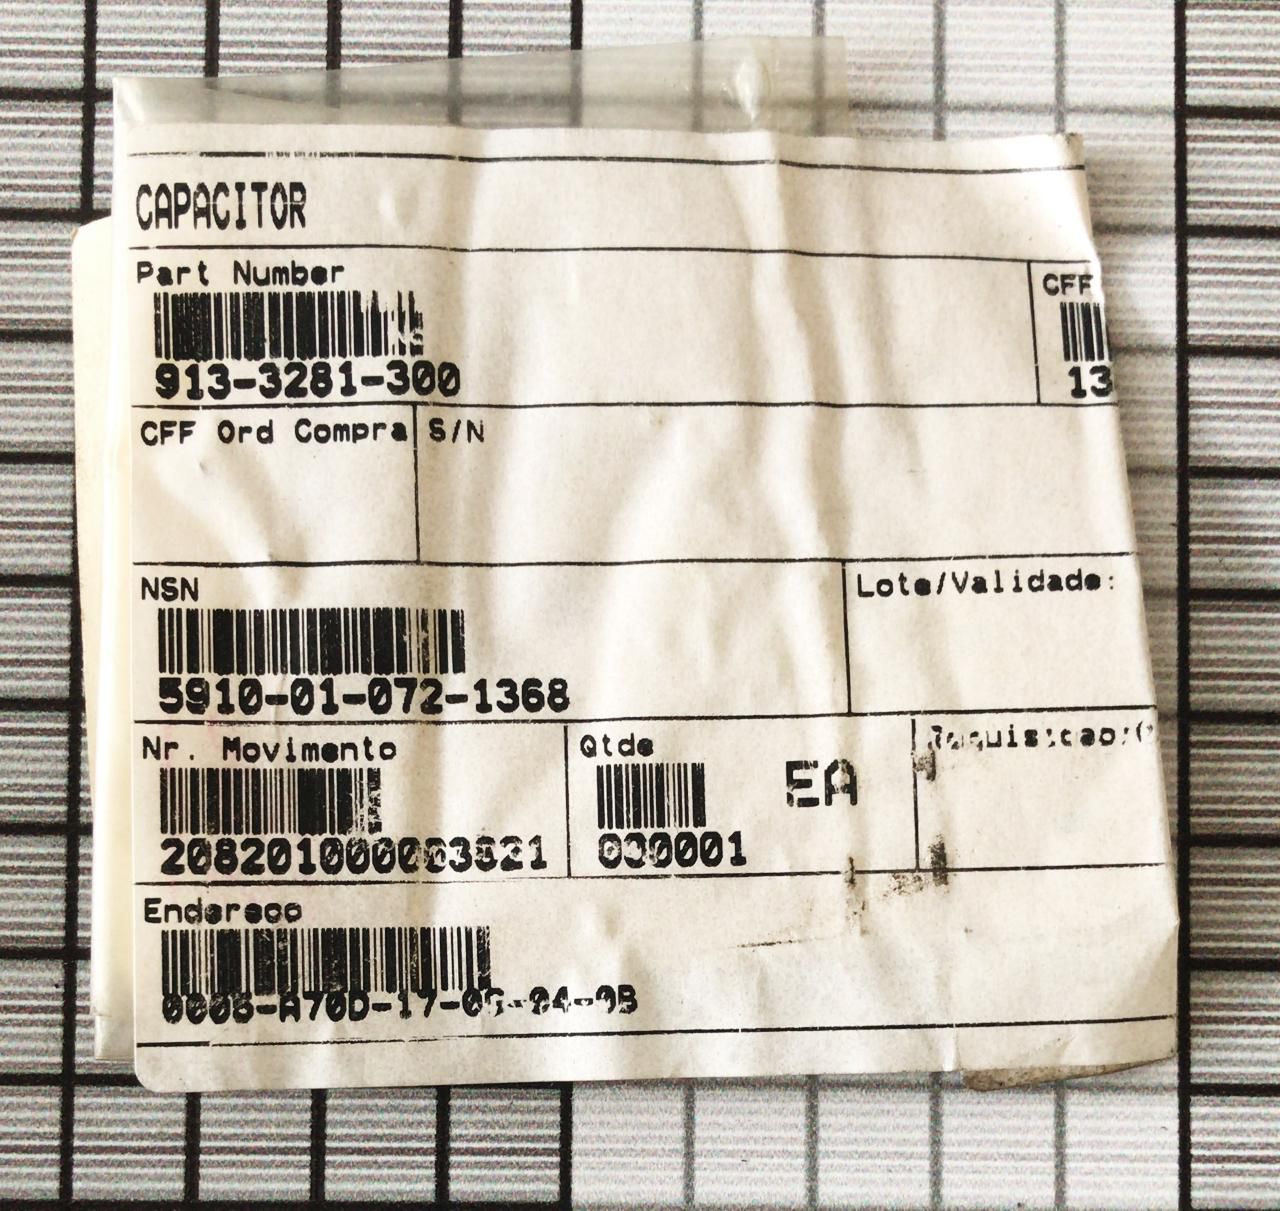 CAPACITOR
Part Number
CFF
913-3281-300
13
CFF Ord Compra
S/N
NSN
Lote/Validade:
5910-01-072-1368
Nr. Movimento
Qtde
EA
000001
Endereco